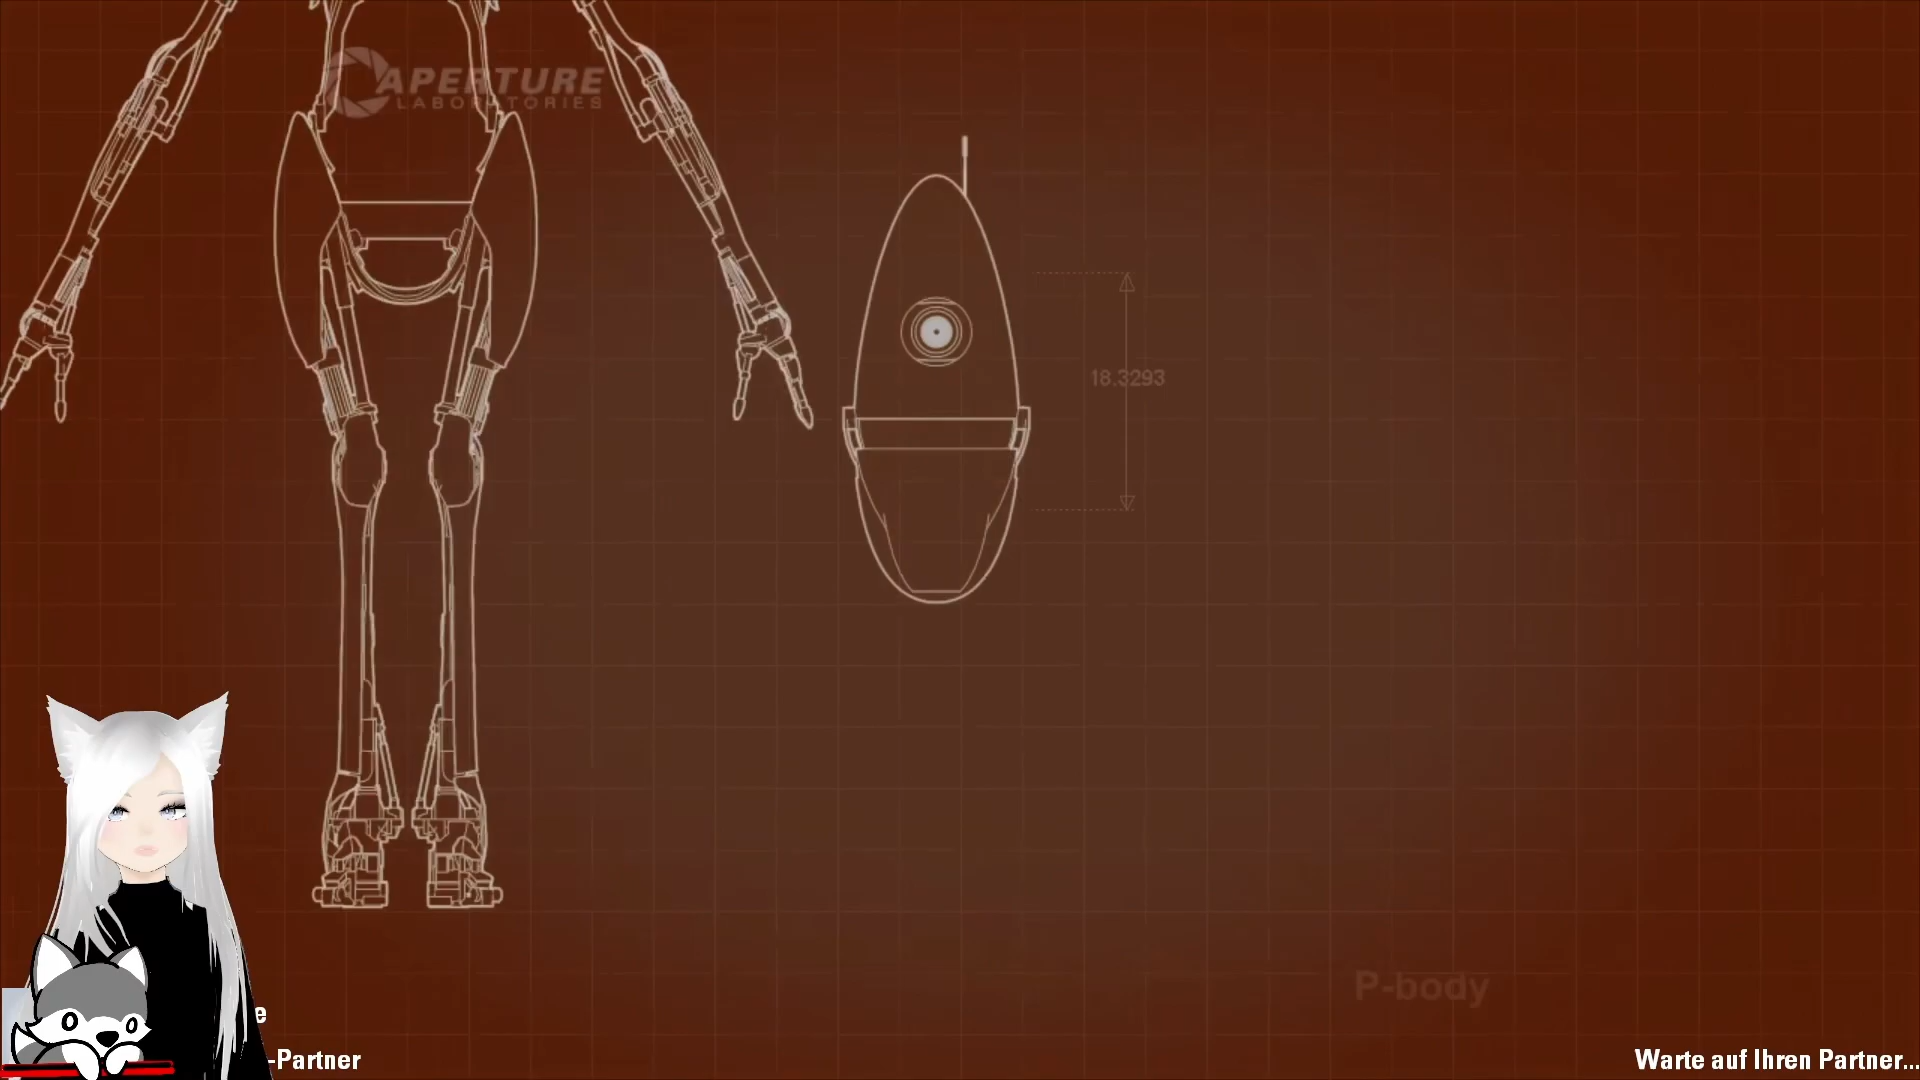 APERTURE
LABORATORIES
18.3293
P-body
e
-Partner
Warte auf Ihren Partner...